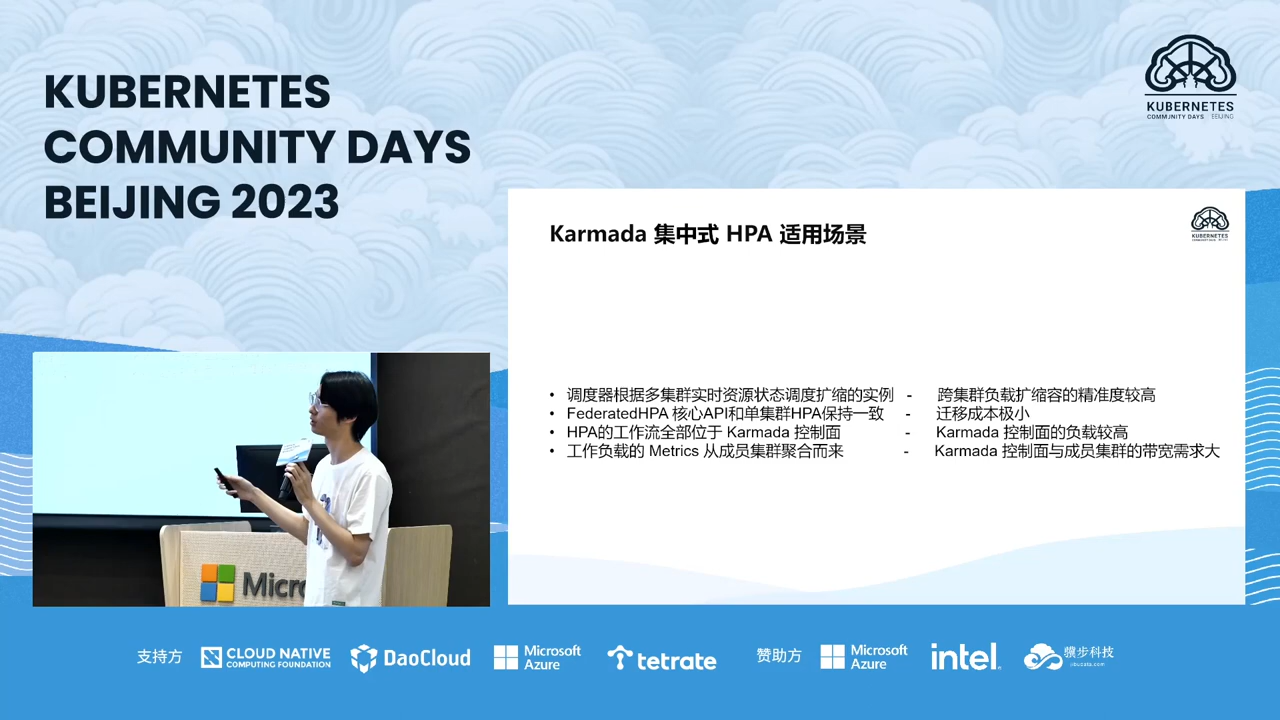 KUBERNETES
COMMUNITY DAYS
BEIJING 2023
KUBERNETES
COMMUNITY DAYS BEIJING
Karmada 集中式 HPA 适用场景
KUBERNETES
• 调度器根据多集群实时资源状态调度扩缩的实例 - 跨集群负载扩缩容的精准度较高
• FederatedHPA 核心API和单集群HPA保持一致 - 迁移成本极小
• HPA的工作流全部位于 Karmada 控制面 - Karmada 控制面的负载较高
• 工作负载的 Metrics 从成员集群聚合而来 - Karmada 控制面与成员集群的带宽需求大
Micro
支持方
CLOUD NATIVE
COMPUTING FOUNDATION
DaoCloud
Microsoft
Azure
tetrate
赞助方
Microsoft
Azure
intel.
骥步科技